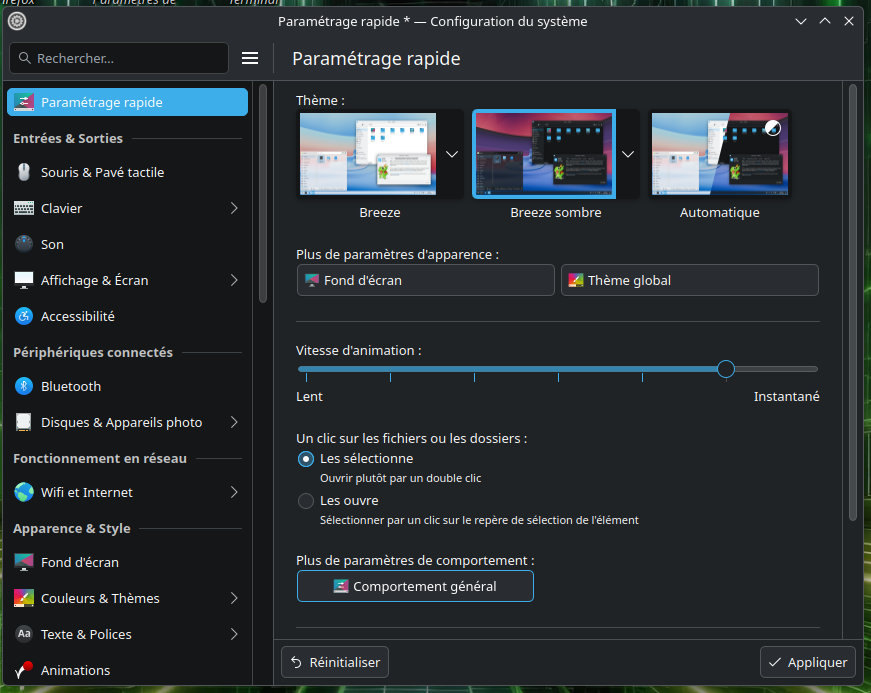 Paramètres de
Terminal
Paramétrage rapide * — Configuration du système
Rechercher...
Paramétrage rapide
Paramétrage rapide
Entrées & Sorties
Souris & Pavé tactile
Clavier
Son
Affichage & Écran
Accessibilité
Périphériques connectés
Bluetooth
Disques & Appareils photo
Fonctionnement en réseau
Wifi et Internet
Apparence & Style
Fond d'écran
Couleurs & Thèmes
Aa Texte & Polices
Animations
Thème :
Breeze
Breeze sombre
Automatique
Plus de paramètres d'apparence :
Fond d'écran
Thème global
Vitesse d'animation :
Lent
Instantané
Un clic sur les fichiers ou les dossiers :
Les sélectionne
Ouvrir plutôt par un double clic
Les ouvre
Sélectionner par un clic sur le repère de sélection de l'élément
Plus de paramètres de comportement :
Comportement général
Réinitialiser
Appliquer